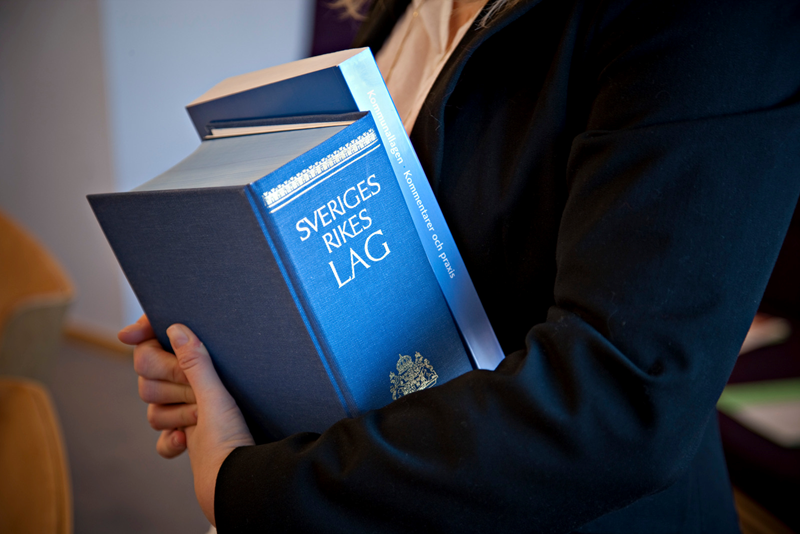 SVERIGES
RIKES
LAG
Kommunallagen Kommentarer och praxis